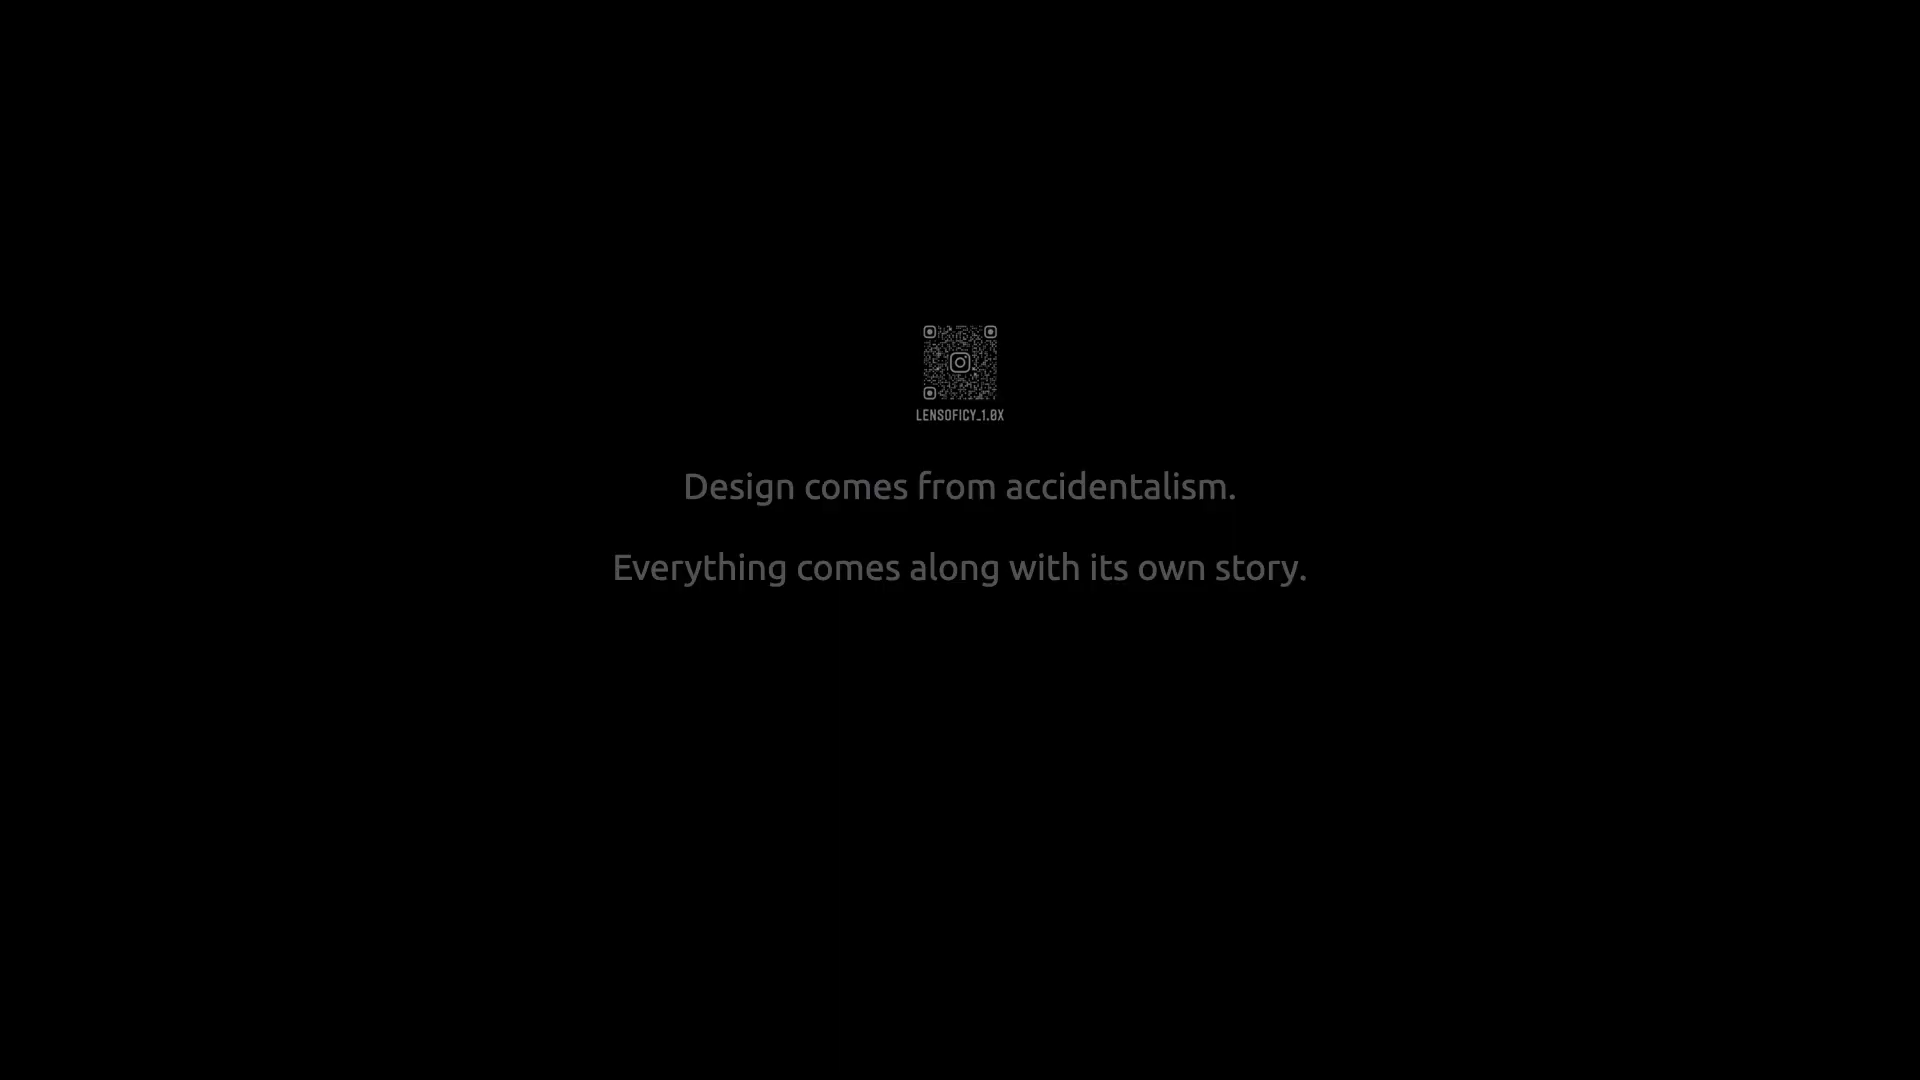 LENSOFICY_1.0X
Design comes from accidentalism.
Everything comes along with its own story.